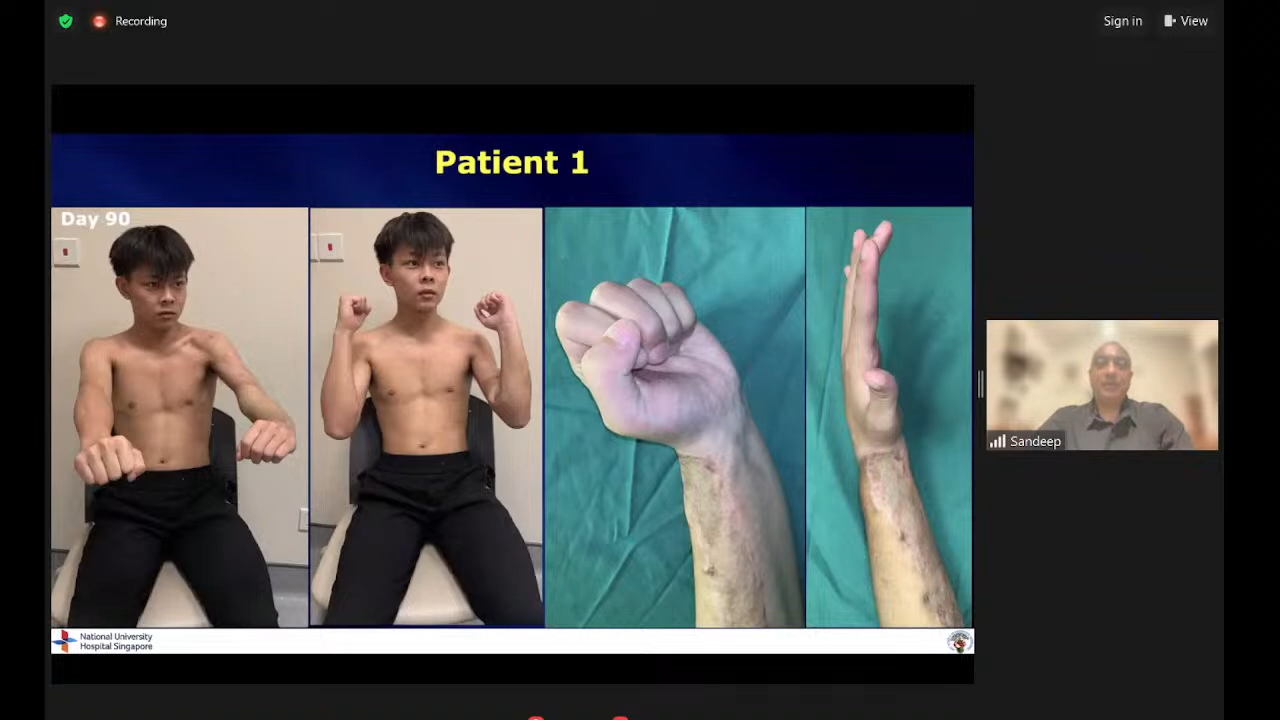 Recording
Sign in
View
Patient 1
Day 90
Sandeep
National University
Hospital Singapore